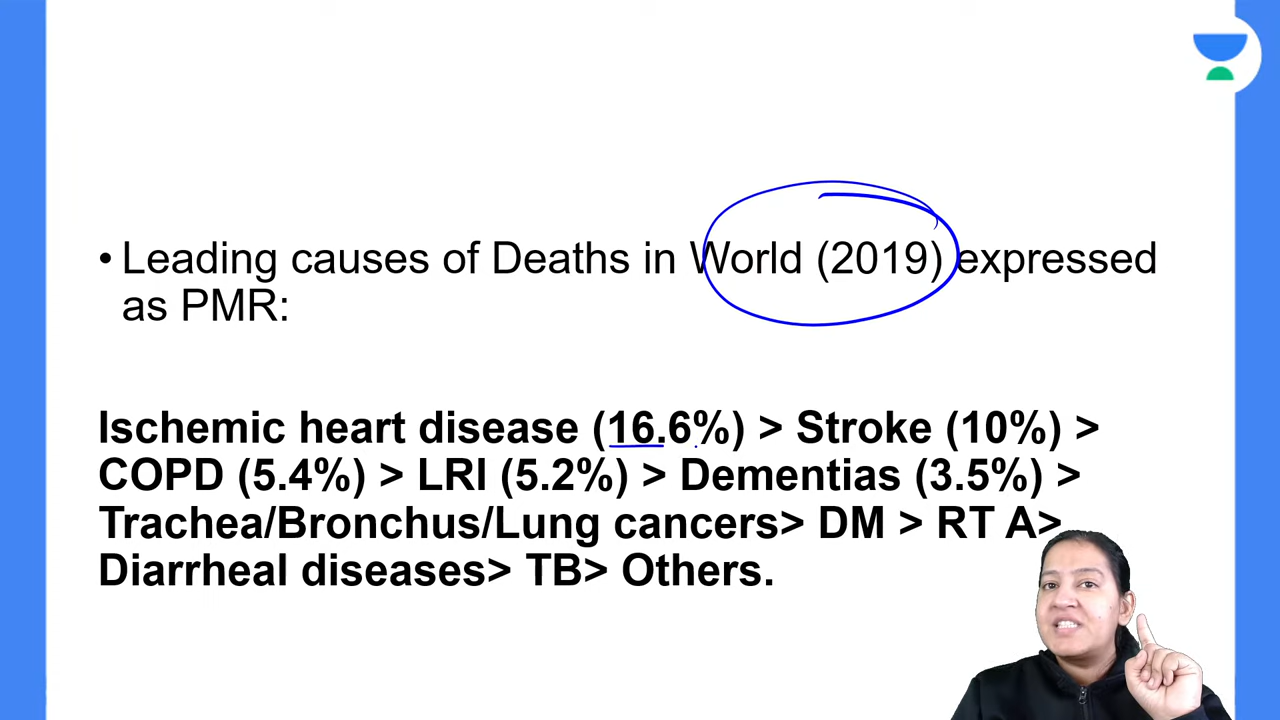 • Leading causes of Deaths in World (2019) expressed
as PMR:
Ischemic heart disease (16.6%) > Stroke (10%) >
COPD (5.4%) > LRI (5.2%) > Dementias (3.5%) >
Trachea/Bronchus/Lung cancers> DM > RT A>
Diarrheal diseases> TB> Others.